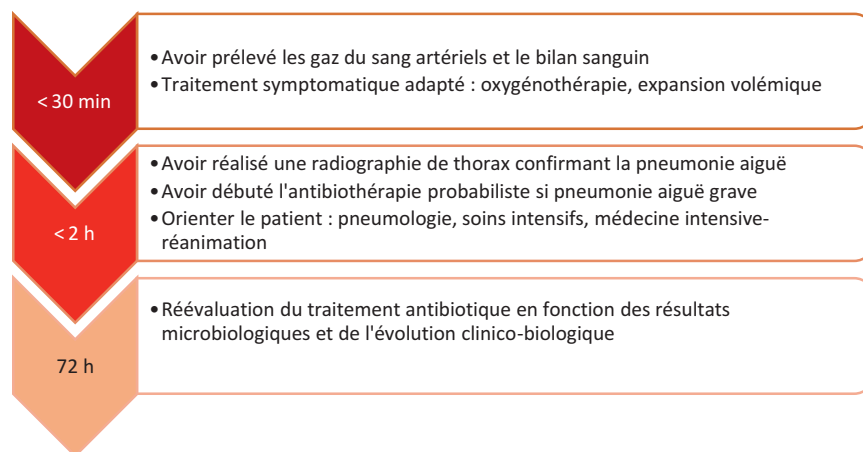 < 30 min
•Avoir prélevé les gaz du sang artériels et le bilan sanguin
•Traitement symptomatique adapté : oxygénothérapie, expansion volémique
< 2 h
•Avoir réalisé une radiographie de thorax confirmant la pneumonie aiguë
•Avoir débuté l'antibiothérapie probabiliste si pneumonie aiguë grave
•Orienter le patient : pneumologie, soins intensifs, médecine intensive-
réanimation
72 h
•Réévaluation du traitement antibiotique en fonction des résultats
microbiologiques et de l'évolution clinico-biologique